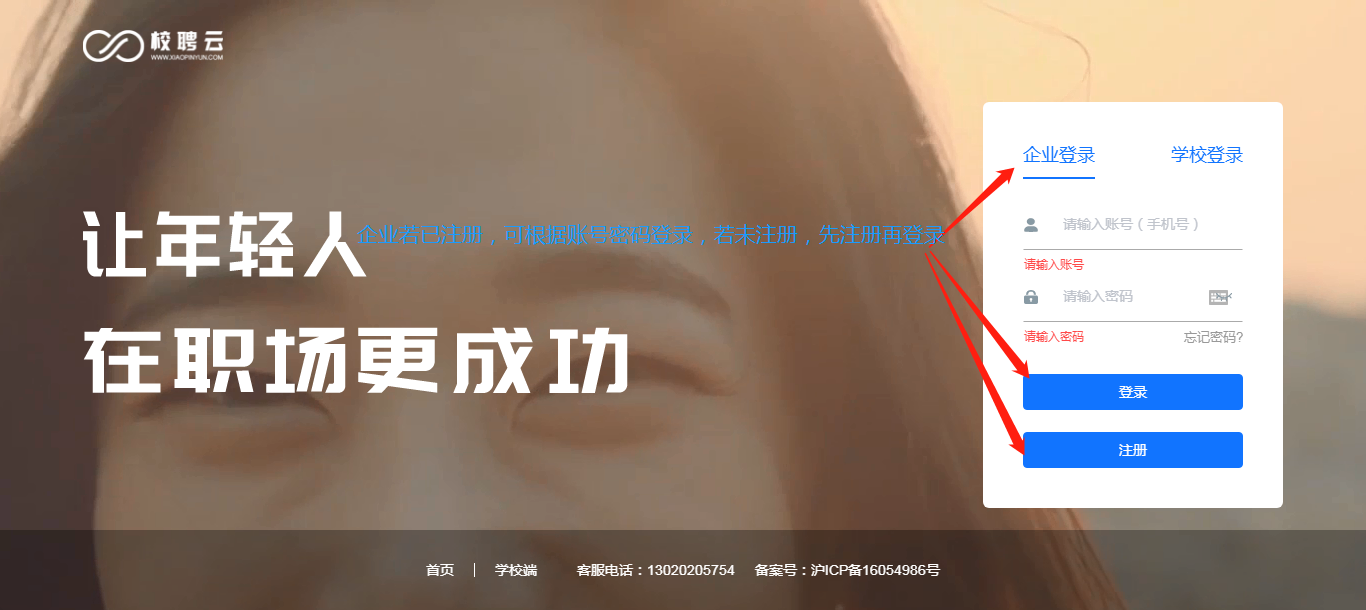 校聘云
WWW.XIAOPINYUN.COM
让年轻人
在职场更成功
企业若已注册，可根据账号密码登录，若未注册，先注册再登录
企业登录 学校登录
请输入账号（手机号）
请输入账号
请输入密码
请输入密码 忘记密码?
登录
注册
首页 | 学校端 客服电话：13020205754 备案号：沪ICP备16054986号